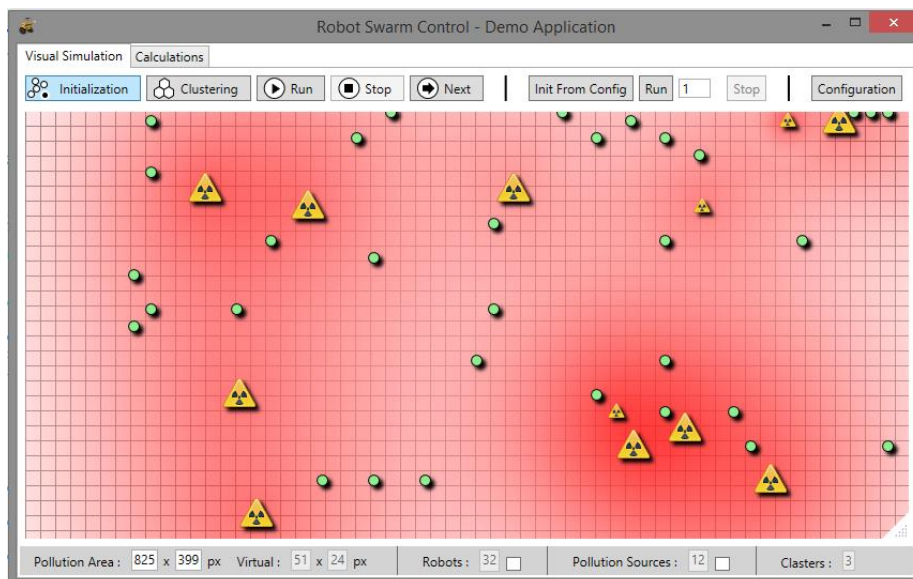 Robot Swarm Control - Demo Application
Visual Simulation Calculations
Initialization Clustering Run Stop Next Init From Config Run 1 Stop Configuration
Pollution Area : 825 x 399 px Virtual : 51 x 24 px Robots : 32 Pollution Sources : 12 Clasters : 3